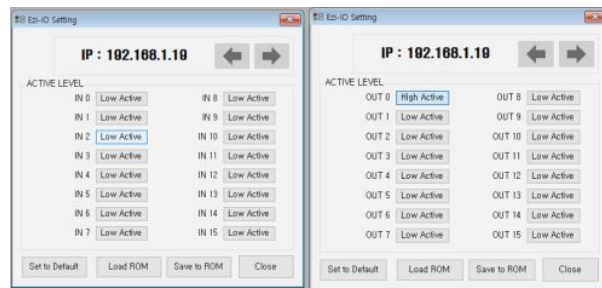 Ezi-IO Setting
IP : 192.168.1.19
ACTIVE LEVEL
IN 0 Low Active IN 8 Low Active
IN 1 Low Active IN 9 Low Active
IN 2 Low Active IN 10 Low Active
IN 3 Low Active IN 11 Low Active
IN 4 Low Active IN 12 Low Active
IN 5 Low Active IN 13 Low Active
IN 6 Low Active IN 14 Low Active
IN 7 Low Active IN 15 Low Active
Set to Default Load ROM Save to ROM Close
Ezi-IO Setting
IP : 192.168.1.19
ACTIVE LEVEL
OUT 0 High Active OUT 8 Low Active
OUT 1 Low Active OUT 9 Low Active
OUT 2 Low Active OUT 10 Low Active
OUT 3 Low Active OUT 11 Low Active
OUT 4 Low Active OUT 12 Low Active
OUT 5 Low Active OUT 13 Low Active
OUT 6 Low Active OUT 14 Low Active
OUT 7 Low Active OUT 15 Low Active
Set to Default Load ROM Save to ROM Close